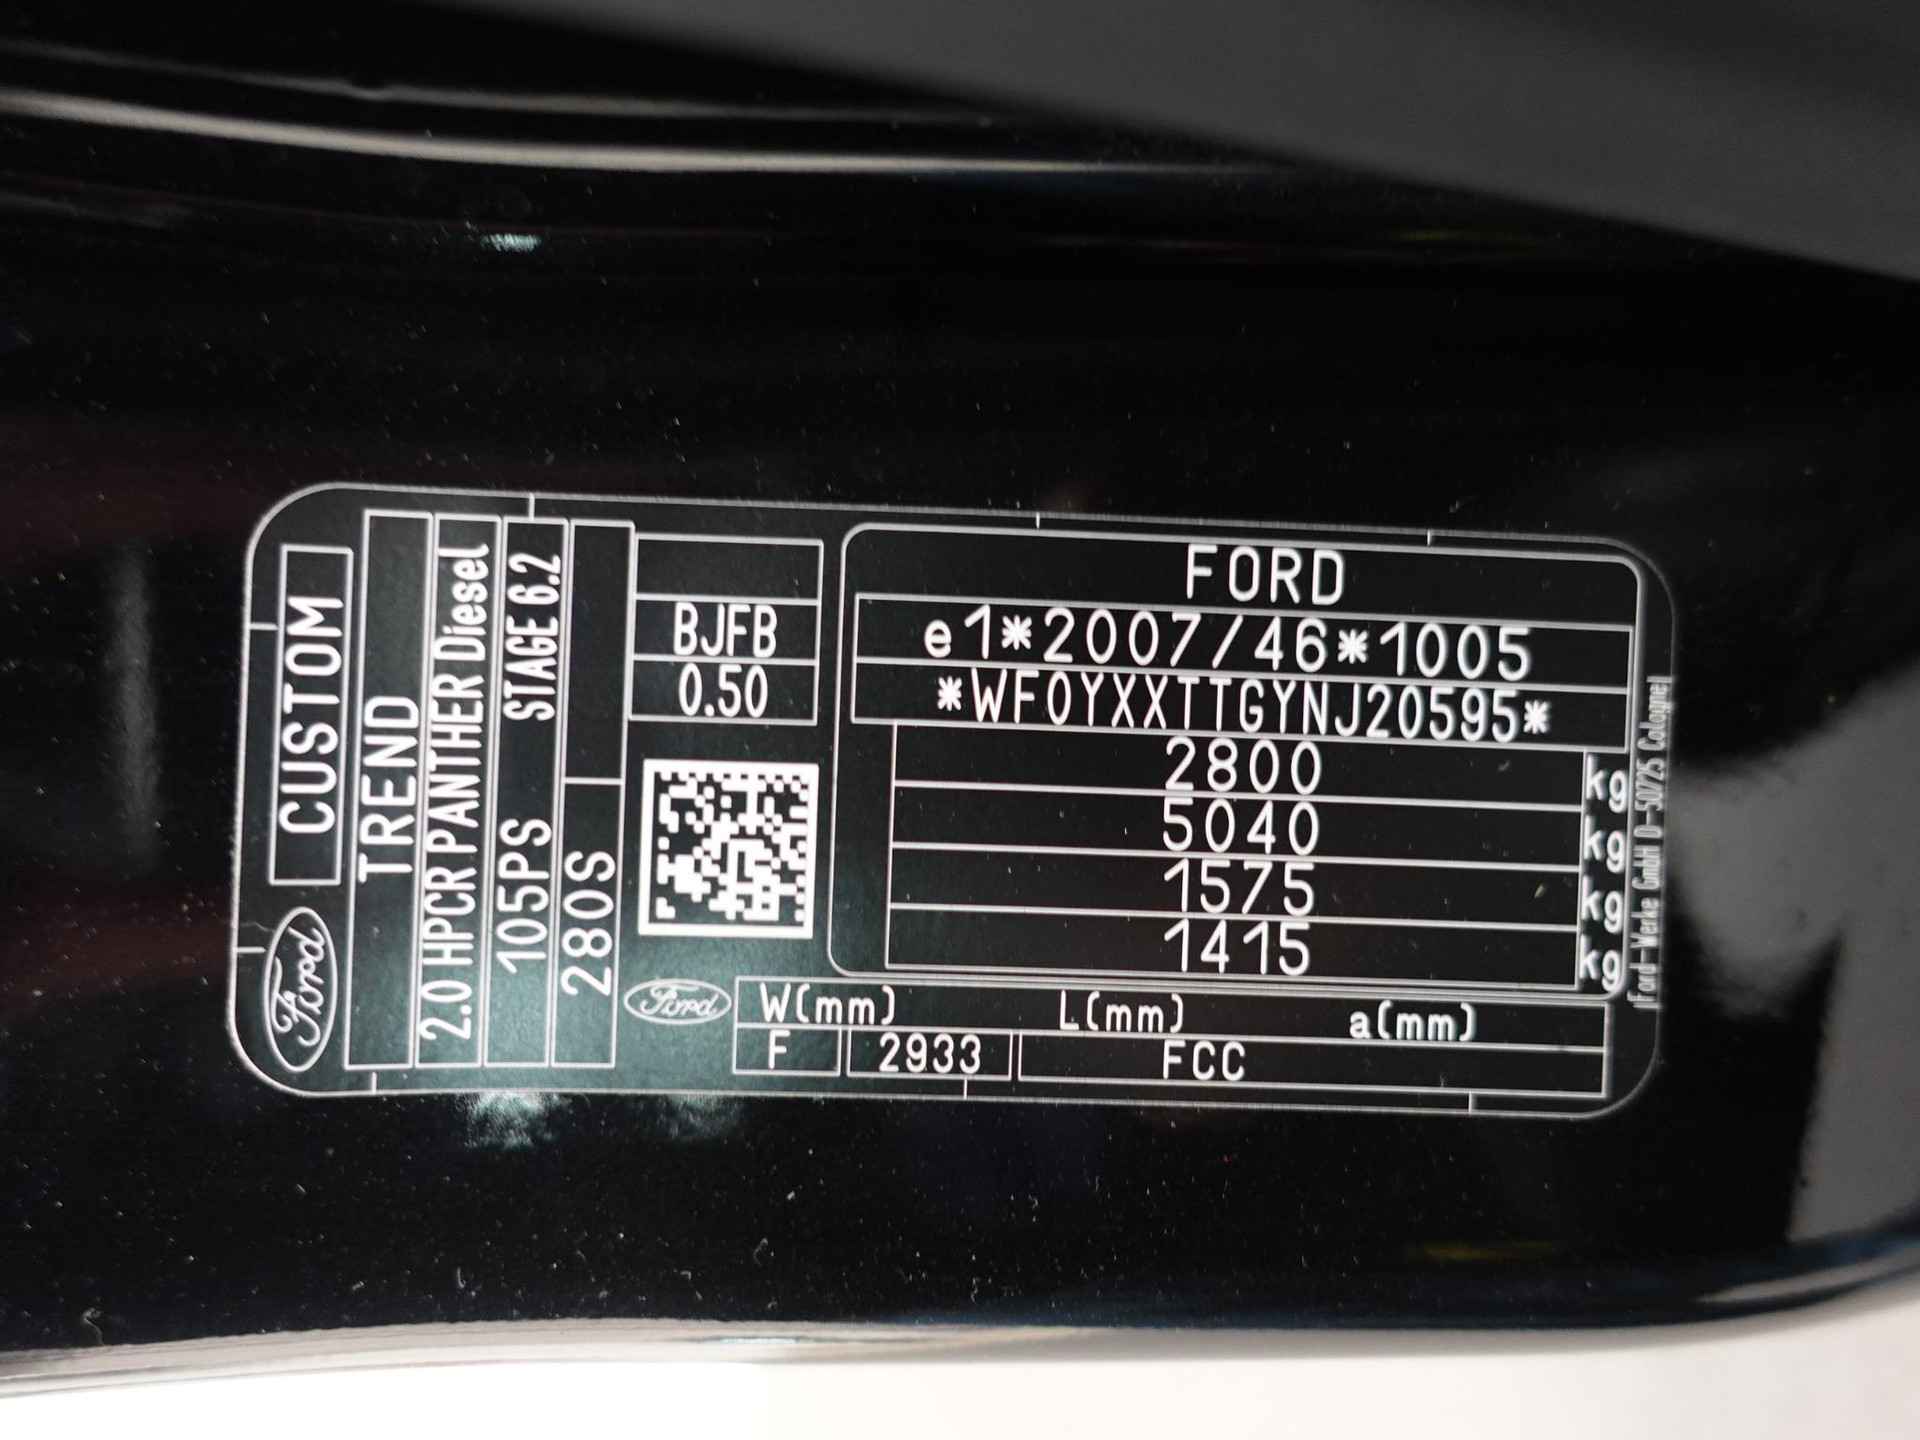 Ford
CUSTOM
TREND
2.0 HPCR PANTHER Diesel
105PS
STAGE 6.2
280S
BJFB
0.50
FORD
e1*2007/46*1005
*WF0YXXTTGYNJ20595*
2800 kg
5040 kg
1575 kg
1415 kg
Ford
W(mm) L(mm) a(mm)
F 2933 FCC
Ford-Werke GmbH D-50725 Cologne